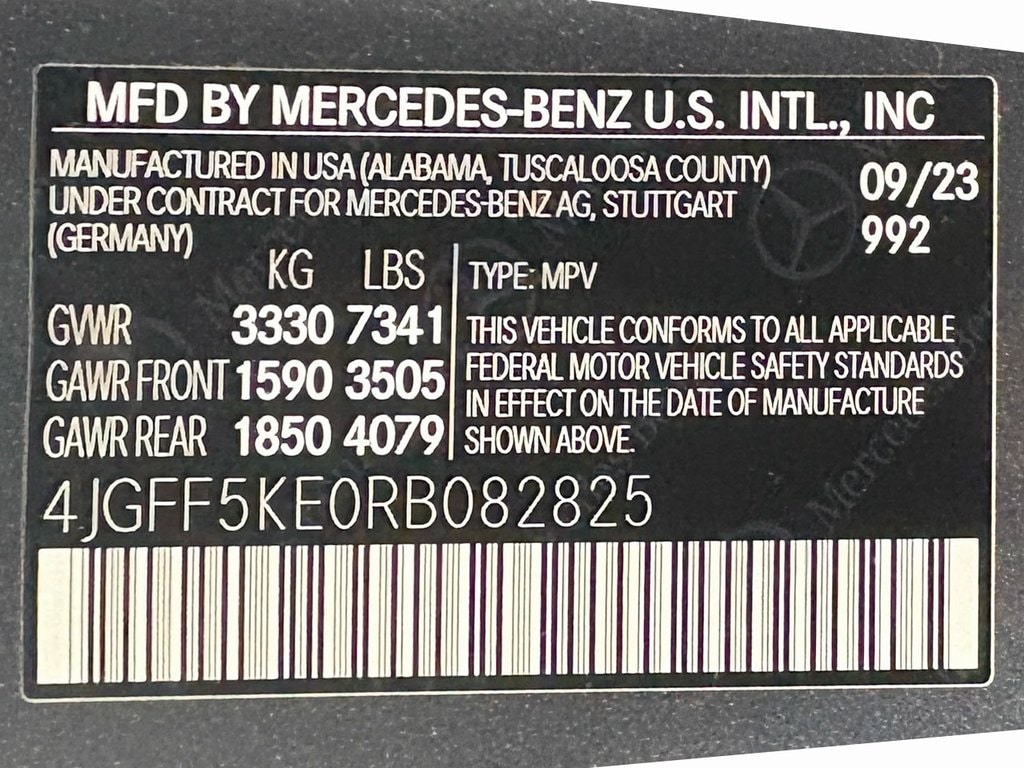 MFD BY MERCEDES-BENZ U.S. INTL., INC
MANUFACTURED IN USA (ALABAMA, TUSCALOOSA COUNTY)
UNDER CONTRACT FOR MERCEDES-BENZ AG, STUTTGART
(GERMANY)
09/23
992
KG LBS
GVWR 3330 7341
GAWR FRONT 1590 3505
GAWR REAR 1850 4079
TYPE: MPV
THIS VEHICLE CONFORMS TO ALL APPLICABLE
FEDERAL MOTOR VEHICLE SAFETY STANDARDS
IN EFFECT ON THE DATE OF MANUFACTURE
SHOWN ABOVE.
4JGFF5KE0RB082825